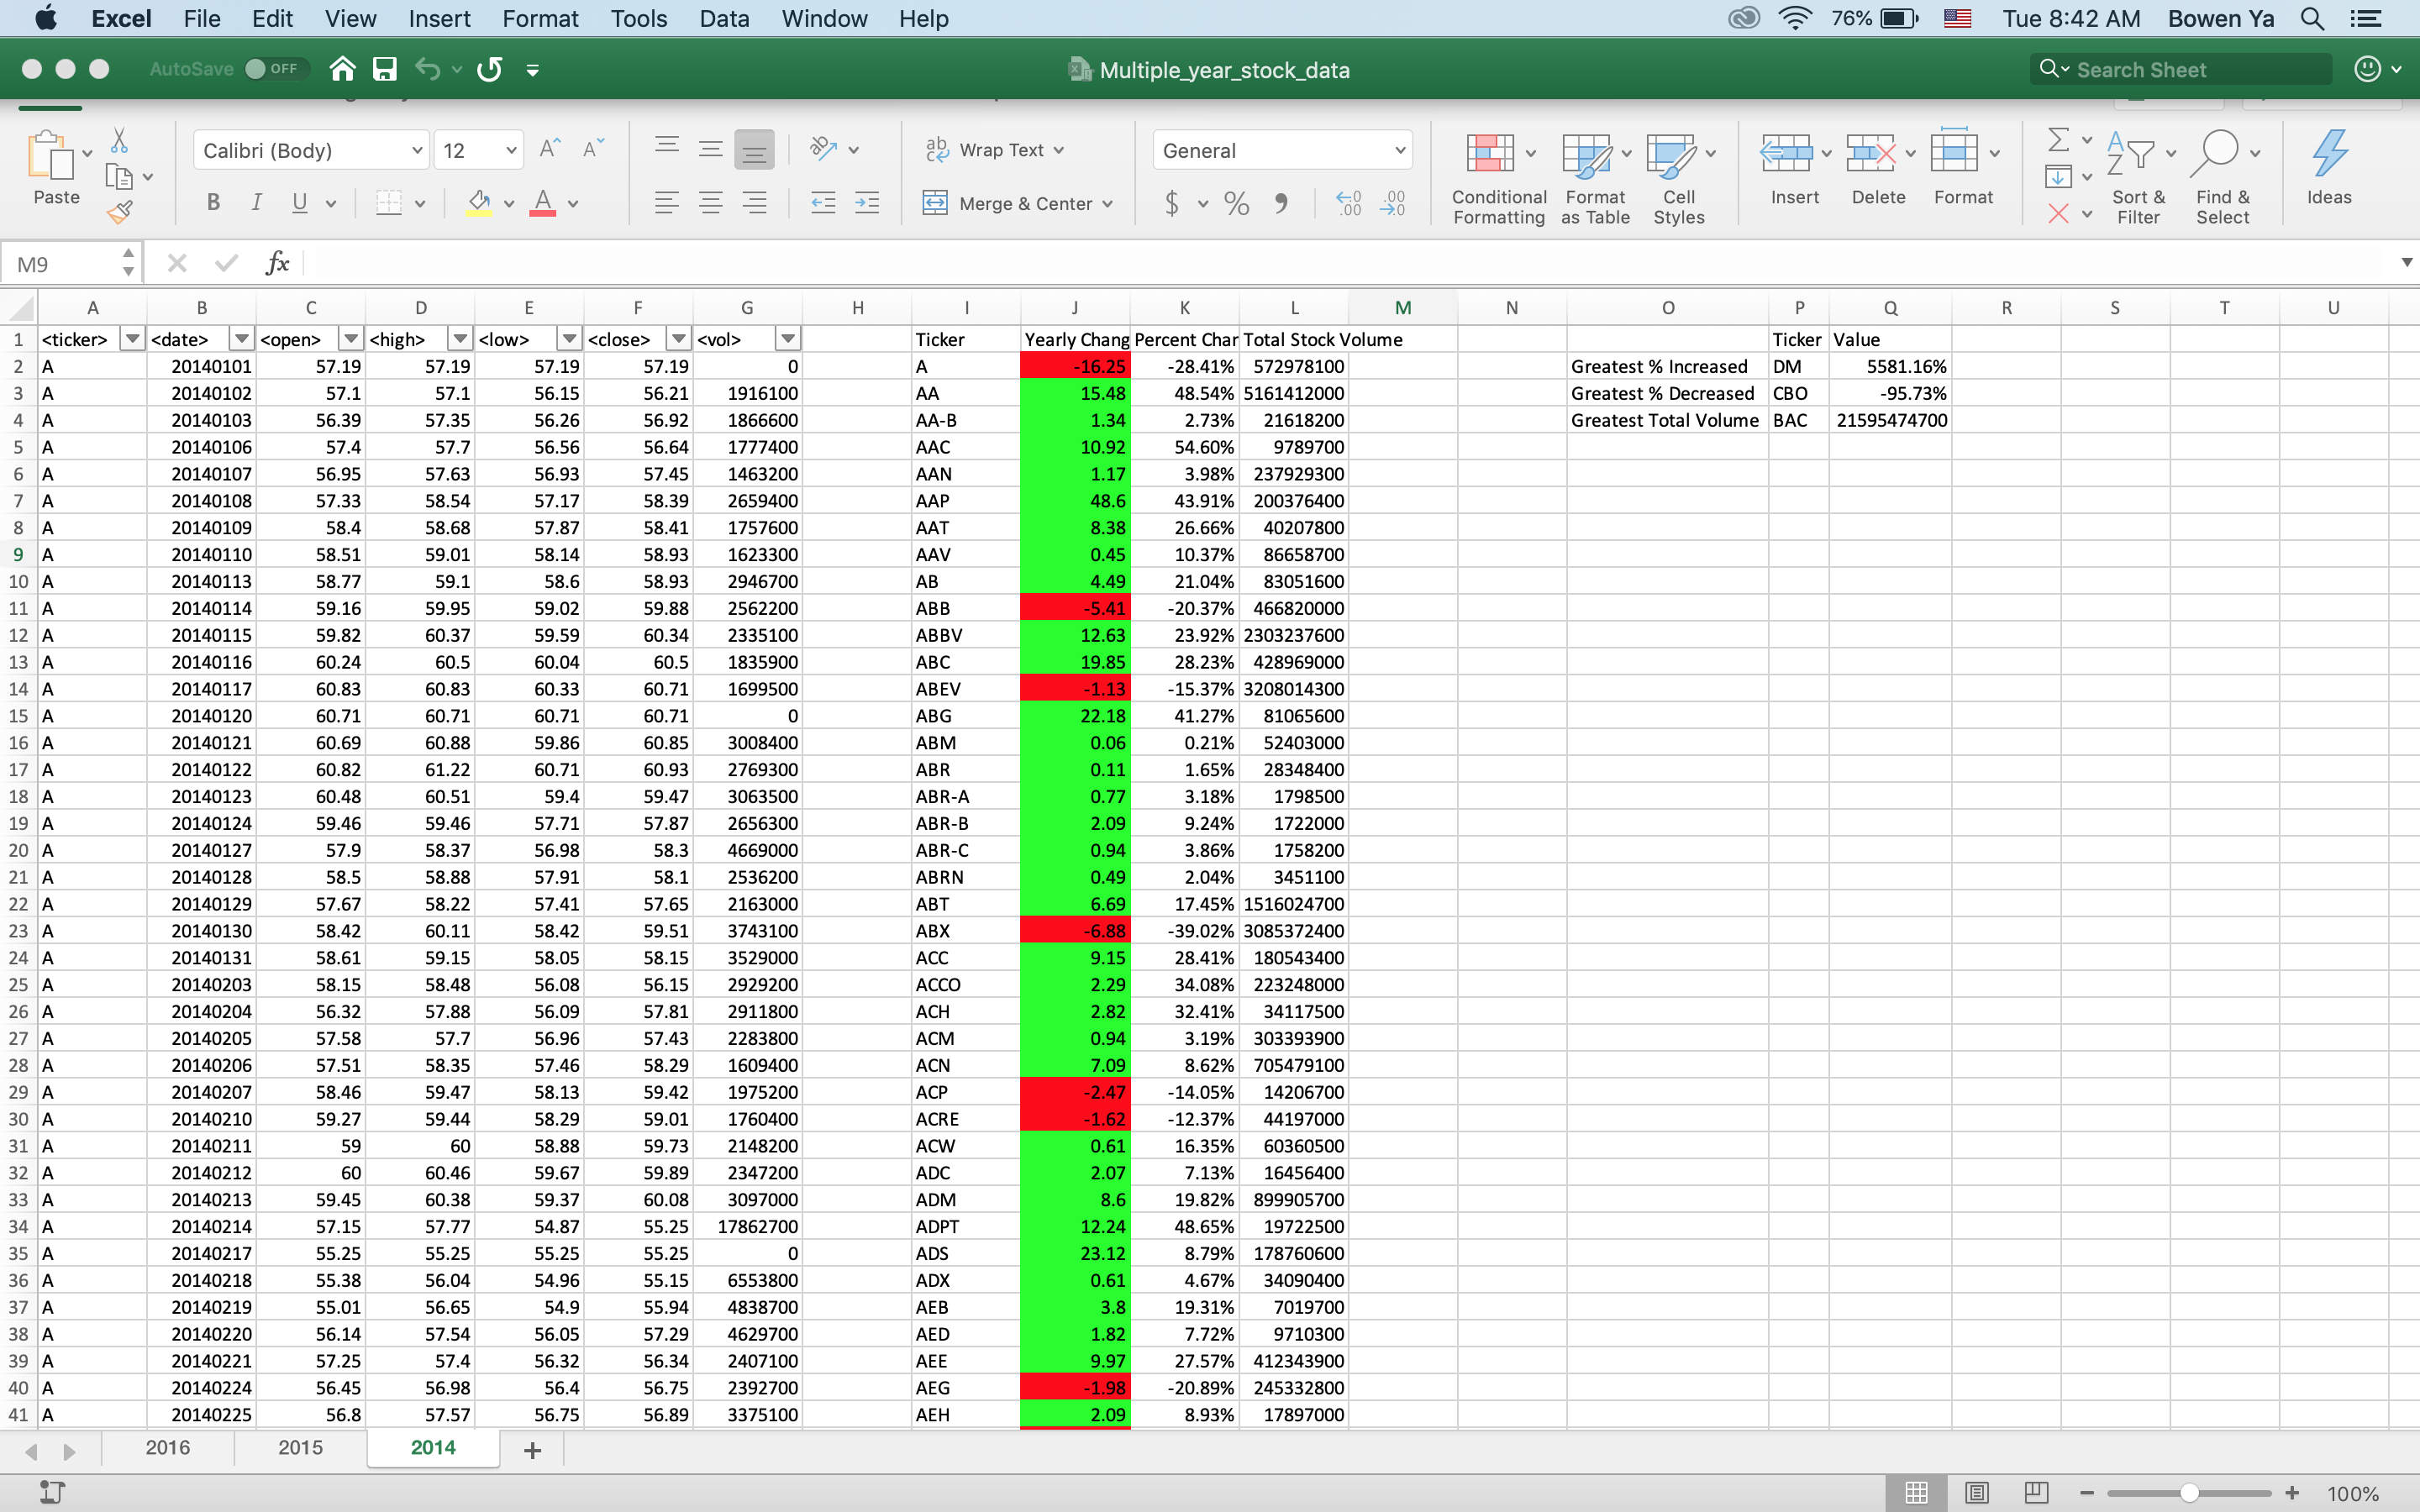 Excel File Edit View Insert Format Tools Data Window Help 76% Tue 8:42 AM Bowen Ya
AutoSave OFF Multiple_year_stock_data Search Sheet
Calibri (Body) 12 Wrap Text General
Paste B I U Merge & Center $ % Conditional Formatting Format as Table Cell Styles Insert Delete Format Sort & Filter Find & Select Ideas
M9 fx
A B C D E F G H I J K L M N O P Q R S T U
1 <ticker> <date> <open> <high> <low> <close> <vol> Ticker Yearly Chang Percent Char Total Stock Volume Ticker Value
2 A 20140101 57.19 57.19 57.19 57.19 0 A -16.25 -28.41% 572978100 Greatest % Increased DM 5581.16%
3 A 20140102 57.1 57.1 56.15 56.21 1916100 AA 15.48 48.54% 5161412000 Greatest % Decreased CBO -95.73%
4 A 20140103 56.39 57.35 56.26 56.92 1866600 AA-B 1.34 2.73% 21618200 Greatest Total Volume BAC 21595474700
5 A 20140106 57.4 57.7 56.56 56.64 1777400 AAC 10.92 54.60% 9789700
6 A 20140107 56.95 57.63 56.93 57.45 1463200 AAN 1.17 3.98% 237929300
7 A 20140108 57.33 58.54 57.17 58.39 2659400 AAP 48.6 43.91% 200376400
8 A 20140109 58.4 58.68 57.87 58.41 1757600 AAT 8.38 26.66% 40207800
9 A 20140110 58.51 59.01 58.14 58.93 1623300 AAV 0.45 10.37% 86658700
10 A 20140113 58.77 59.1 58.6 58.93 2946700 AB 4.49 21.04% 83051600
11 A 20140114 59.16 59.95 59.02 59.88 2562200 ABB -5.41 -20.37% 466820000
12 A 20140115 59.82 60.37 59.59 60.34 2335100 ABBV 12.63 23.92% 2303237600
13 A 20140116 60.24 60.5 60.04 60.5 1835900 ABC 19.85 28.23% 428969000
14 A 20140117 60.83 60.83 60.33 60.71 1699500 ABEV -1.13 -15.37% 3208014300
15 A 20140120 60.71 60.71 60.71 60.71 0 ABG 22.18 41.27% 81065600
16 A 20140121 60.69 60.88 59.86 60.85 3008400 ABM 0.06 0.21% 52403000
17 A 20140122 60.82 61.22 60.71 60.93 2769300 ABR 0.11 1.65% 28348400
18 A 20140123 60.48 60.51 59.4 59.47 3063500 ABR-A 0.77 3.18% 1798500
19 A 20140124 59.46 59.46 57.71 57.87 2656300 ABR-B 2.09 9.24% 1722000
20 A 20140127 57.9 58.37 56.98 58.3 4669000 ABR-C 0.94 3.86% 1758200
21 A 20140128 58.5 58.88 57.91 58.1 2536200 ABRN 0.49 2.04% 3451100
22 A 20140129 57.67 58.22 57.41 57.65 2163000 ABT 6.69 17.45% 1516024700
23 A 20140130 58.42 60.11 58.42 59.51 3743100 ABX -6.88 -39.02% 3085372400
24 A 20140131 58.61 59.15 58.05 58.15 3529000 ACC 9.15 28.41% 180543400
25 A 20140203 58.15 58.48 56.08 56.15 2929200 ACCO 2.29 34.08% 223248000
26 A 20140204 56.32 57.88 56.09 57.81 2911800 ACH 2.82 32.41% 34117500
27 A 20140205 57.58 57.7 56.96 57.43 2283800 ACM 0.94 3.19% 303393900
28 A 20140206 57.51 58.35 57.46 58.29 1609400 ACN 7.09 8.62% 705479100
29 A 20140207 58.46 59.47 58.13 59.42 1975200 ACP -2.47 -14.05% 14206700
30 A 20140210 59.27 59.44 58.29 59.01 1760400 ACRE -1.62 -12.37% 44197000
31 A 20140211 59 60 58.88 59.73 2148200 ACW 0.61 16.35% 60360500
32 A 20140212 60 60.46 59.67 59.89 2347200 ADC 2.07 7.13% 16456400
33 A 20140213 59.45 60.38 59.37 60.08 3097000 ADM 8.6 19.82% 899905700
34 A 20140214 57.15 57.77 54.87 55.25 17862700 ADPT 12.24 48.65% 19722500
35 A 20140217 55.25 55.25 55.25 55.25 0 ADS 23.12 8.79% 178760600
36 A 20140218 55.38 56.04 54.96 55.15 6553800 ADX 0.61 4.67% 34090400
37 A 20140219 55.01 56.65 54.9 55.94 4838700 AEB 3.8 19.31% 7019700
38 A 20140220 56.14 57.54 56.05 57.29 4629700 AED 1.82 7.72% 9710300
39 A 20140221 57.25 57.4 56.32 56.34 2407100 AEE 9.97 27.57% 412343900
40 A 20140224 56.45 56.98 56.4 56.75 2392700 AEG -1.98 -20.89% 245332800
41 A 20140225 56.8 57.57 56.75 56.89 3375100 AEH 2.09 8.93% 17897000
2016 2015 2014 +
100%